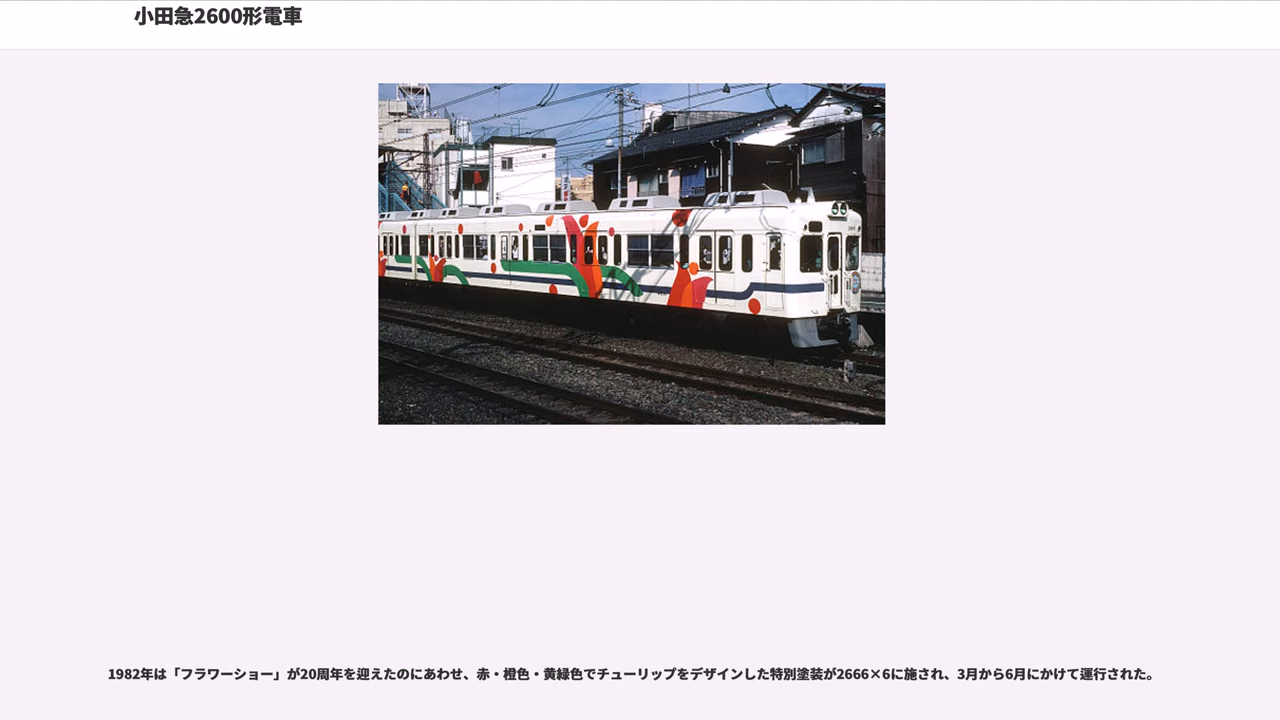 小田急2600形電車
1982年は「フラワーショー」が20周年を迎えたのにあわせ、赤・橙色・黄緑色でチューリップをデザインした特別塗装が2666×6に施され、3月から6月にかけて運行された。